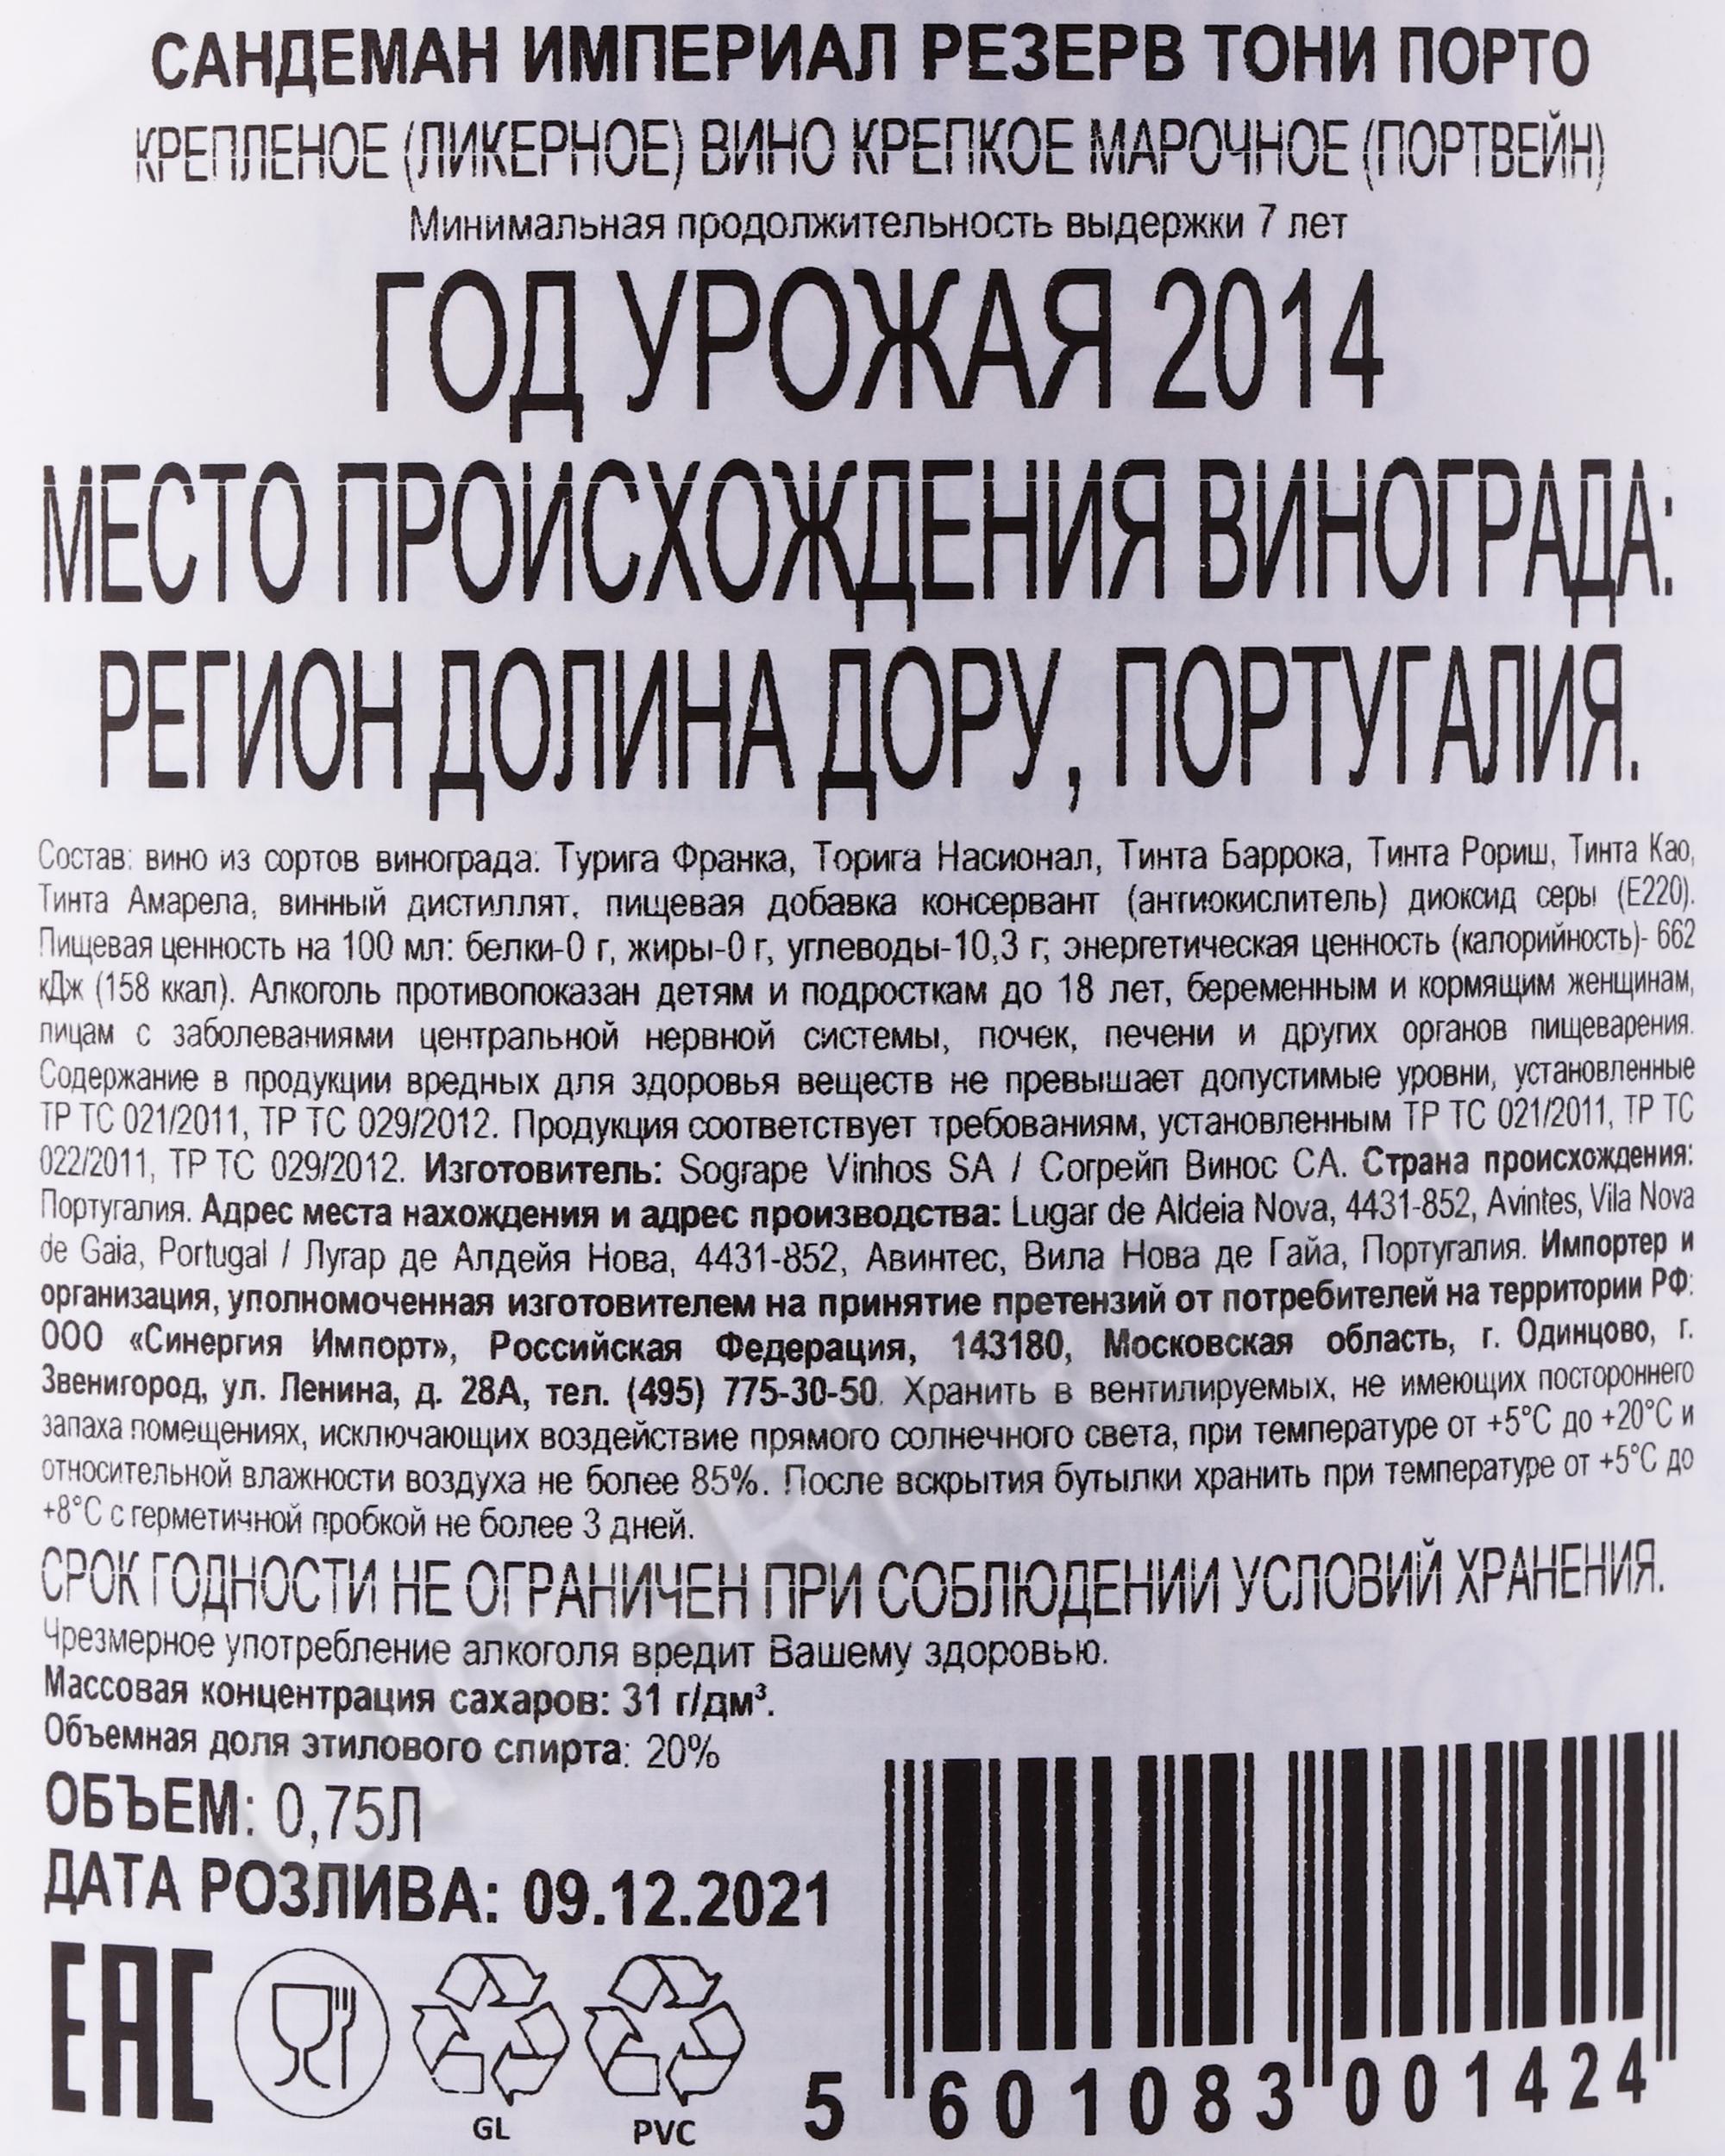 САНДЕМАН ИМПЕРИАЛ РЕЗЕРВ ТОНИ ПОРТО
КРЕПЛЕНОЕ (ЛИКЕРНОЕ) ВИНО КРЕПКОЕ МАРОЧНОЕ (ПОРТВЕЙН)
Минимальная продолжительность выдержки 7 лет
ГОД УРОЖАЯ 2014
МЕСТО ПРОИСХОЖДЕНИЯ ВИНОГРАДА:
РЕГИОН ДОЛИНА ДОРУ, ПОРТУГАЛИЯ.
Состав: вино из сортов винограда: Турига Франка, Торига Насионал, Тинта Баррока, Тинта Рориш, Тинта Као,
Тинта Амарела, винный дистиллят, пищевая добавка консервант (антиокислитель) диоксид серы (Е220).
Пищевая ценность на 100 мл: белки-0 г, жиры-0 г, углеводы-10,3 г; энергетическая ценность (калорийность)- 662
кДж (158 ккал). Алкоголь противопоказан детям и подросткам до 18 лет, беременным и кормящим женщинам,
лицам с заболеваниями центральной нервной системы, почек, печени и других органов пищеварения.
Содержание в продукции вредных для здоровья веществ не превышает допустимые уровни, установленные
ТР ТС 021/2011, ТР ТС 029/2012. Продукция соответствует требованиям, установленным ТР ТС 021/2011, ТР ТС
022/2011, ТР ТС 029/2012. Изготовитель: Sogrape Vinhos SA / Согрейп Винос СА. Страна происхождения:
Португалия. Адрес места нахождения и адрес производства: Lugar de Aldeia Nova, 4431-852, Avintes, Vila Nova
de Gaia, Portugal / Лугар де Алдейя Нова, 4431-852, Авинтес, Вила Нова де Гайа, Португалия. Импортер и
организация, уполномоченная изготовителем на принятие претензий от потребителей на территории РФ:
ООО «Синергия Импорт», Российская Федерация, 143180, Московская область, г. Одинцово, г.
Звенигород, ул. Ленина, д. 28А, тел. (495) 775-30-50. Хранить в вентилируемых, не имеющих постороннего
запаха помещениях, исключающих воздействие прямого солнечного света, при температуре от +5°С до +20°С и
относительной влажности воздуха не более 85%. После вскрытия бутылки хранить при температуре от +5°С до
+8°С с герметичной пробкой не более 3 дней.
СРОК ГОДНОСТИ НЕ ОГРАНИЧЕН ПРИ СОБЛЮДЕНИИ УСЛОВИЙ ХРАНЕНИЯ.
Чрезмерное употребление алкоголя вредит Вашему здоровью.
Массовая концентрация сахаров: 31 г/дм³.
Объемная доля этилового спирта: 20%
ОБЪЕМ: 0,75Л
ДАТА РОЗЛИВА: 09.12.2021
EAC
GL
PVC
5 601083 001424